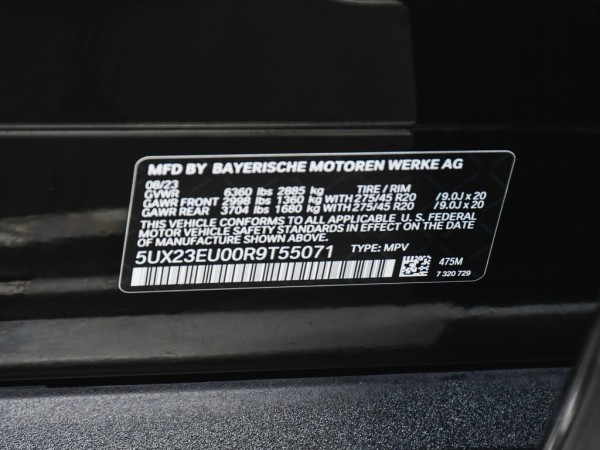 MFD BY BAYERISCHE MOTOREN WERKE AG
08/23
GVWR 6360 lbs 2885 kg TIRE / RIM
GAWR FRONT 2998 lbs 1360 kg WITH 275/45 R20 / 9.0J x 20
GAWR REAR 3704 lbs 1680 kg WITH 275/45 R20 / 9.0J x 20
THIS VEHICLE CONFORMS TO ALL APPLICABLE U. S. FEDERAL
MOTOR VEHICLE SAFETY STANDARDS IN EFFECT ON THE
DATE OF MANUFACTURE SHOWN ABOVE.
5UX23EU00R9T55071 TYPE: MPV
475M
7 320 729